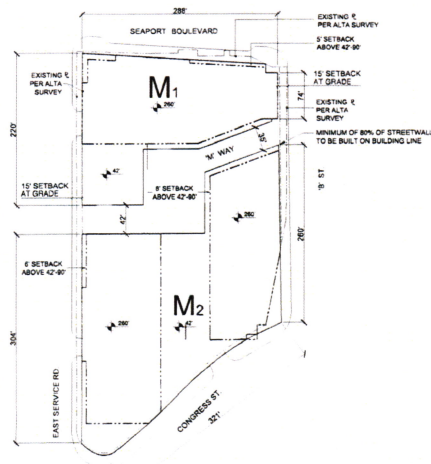 288'
SEAPORT BOULEVARD
EXISTING ⅊
PER ALTA
SURVEY
5' SETBACK
ABOVE 42'-90'
EXISTING ⅊
PER ALTA
SURVEY
M1
260'
15' SETBACK
AT GRADE
74'
EXISTING ⅊
PER ALTA
SURVEY
220'
35'
MINIMUM OF 80% OF STREETWALL
TO BE BUILT ON BUILDING LINE
'M' WAY
42'
6' SETBACK
ABOVE 42'-90'
15' SETBACK
AT GRADE
'B' ST.
42'
260'
260'
6' SETBACK
ABOVE 42'-90'
M2
260'
42'
304'
EAST SERVICE RD.
CONGRESS ST.
321'